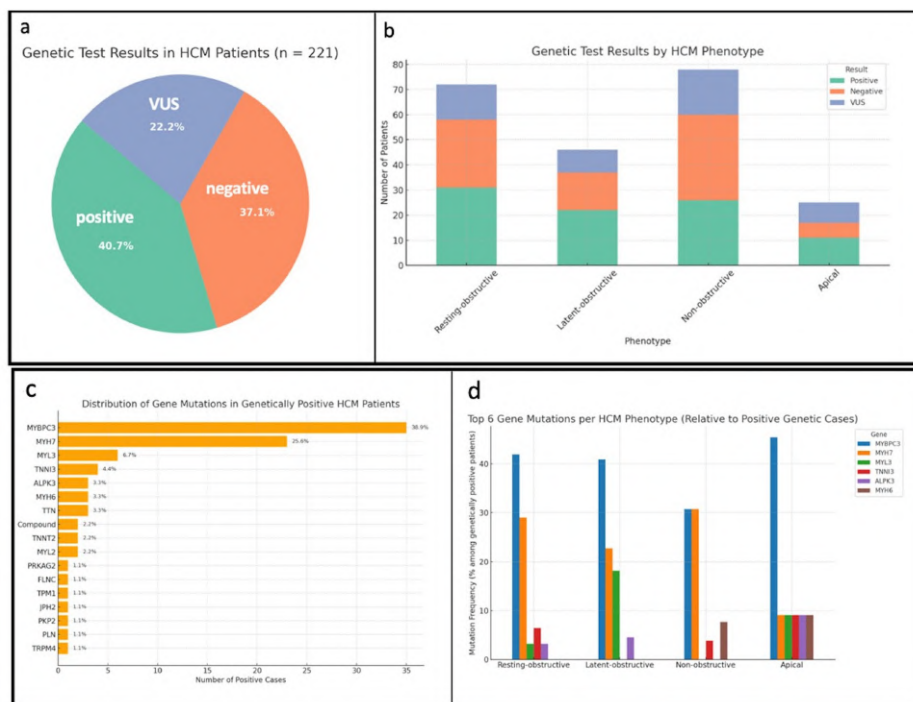 a
Genetic Test Results in HCM Patients (n = 221)
VUS
22.2%
negative
37.1%
positive
40.7%
b
Genetic Test Results by HCM Phenotype
Number of Patients
80
70
60
50
40
30
20
10
0
Result
Positive
Negative
VUS
Resting-obstructive
Latent-obstructive
Non-obstructive
Apical
Phenotype
c
Distribution of Gene Mutations in Genetically Positive HCM Patients
MYBPC3 38.9%
MYH7 25.6%
MYL3 6.7%
TNNI3 4.4%
ALPK3 3.3%
MYH6 3.3%
TTN 3.3%
Compound 2.2%
TNNT2 2.2%
MYL2 2.2%
PRKAG2 1.1%
FLNC 1.1%
TPM1 1.1%
JPH2 1.1%
PKP2 1.1%
PLN 1.1%
TRPM4 1.1%
0 5 10 15 20 25 30 35
Number of Positive Cases
d
Top 6 Gene Mutations per HCM Phenotype (Relative to Positive Genetic Cases)
Mutation Frequency (% among genetically positive patients)
40
30
20
10
0
Gene
MYBPC3
MYH7
MYL3
TNNI3
ALPK3
MYH6
Resting-obstructive Latent-obstructive Non-obstructive Apical